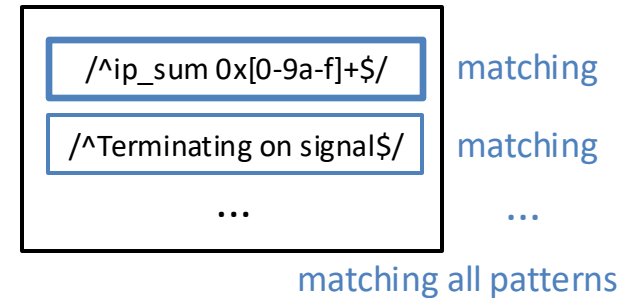 /^ip_sum 0x[0-9a-f]+$/ matching
/^Terminating on signal$/ matching
... ...
matching all patterns